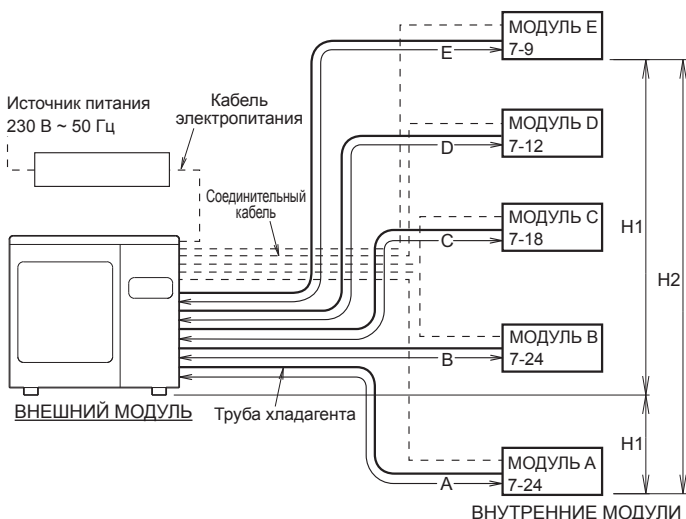 МОДУЛЬ E
7-9
E
Источник питания
230 В ~ 50 Гц
Кабель
электропитания
МОДУЛЬ D
7-12
D
Соединительный
кабель
МОДУЛЬ C
7-18
C
H1
H2
МОДУЛЬ B
7-24
B
ВНЕШНИЙ МОДУЛЬ
Труба хладагента
H1
МОДУЛЬ A
7-24
A
ВНУТРЕННИЕ МОДУЛИ